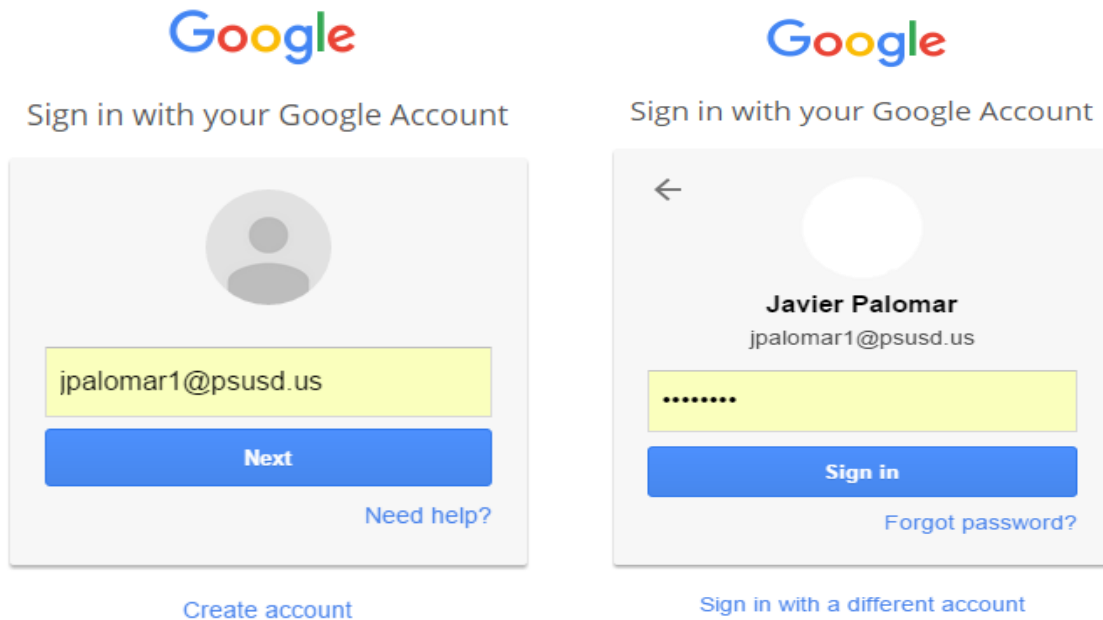 Google
Sign in with your Google Account
jpalomar1@psusd.us
Next
Need help?
Create account
Google
Sign in with your Google Account
Javier Palomar
jpalomar1@psusd.us
••••••••
Sign in
Forgot password?
Sign in with a different account